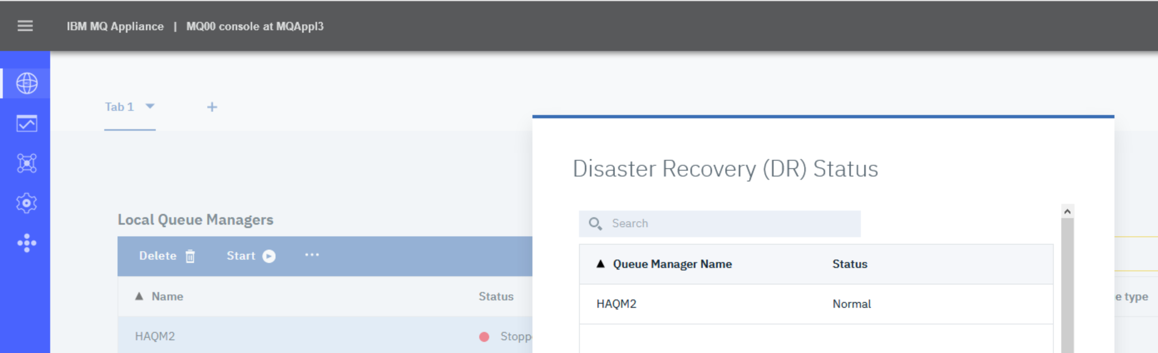 IBM MQ Appliance | MQ00 console at MQAppl3
Tab 1 +
Disaster Recovery (DR) Status
Search
Queue Manager Name Status
HAQM2 Normal
Local Queue Managers
Delete Start ...
Name Status
HAQM2 Stopp
e type